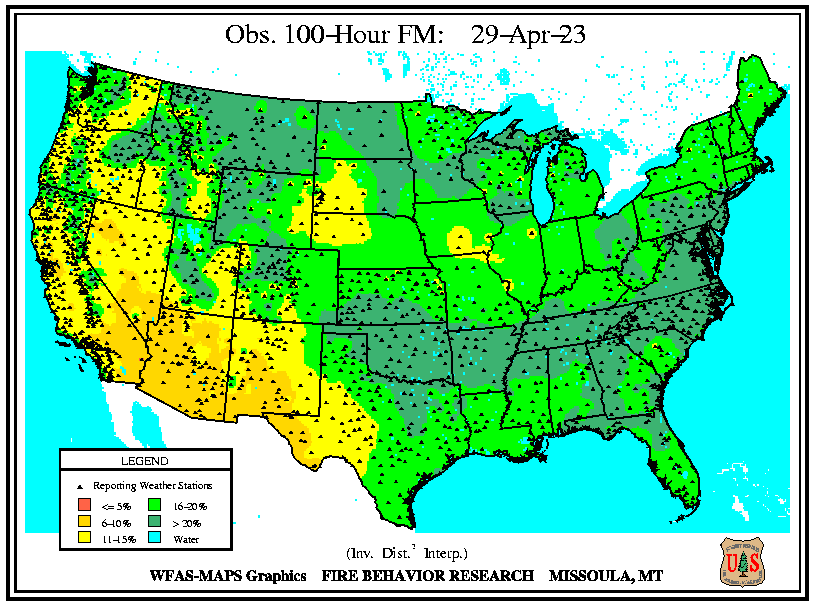 Obs. 100-Hour FM: 29-Apr-23
LEGEND
Reporting Weather Stations
<= 5%
16-20%
6-10%
> 20%
11-15%
Water
(Inv. Dist.² Interp.)
WFAS-MAPS Graphics FIRE BEHAVIOR RESEARCH MISSOULA, MT
U S